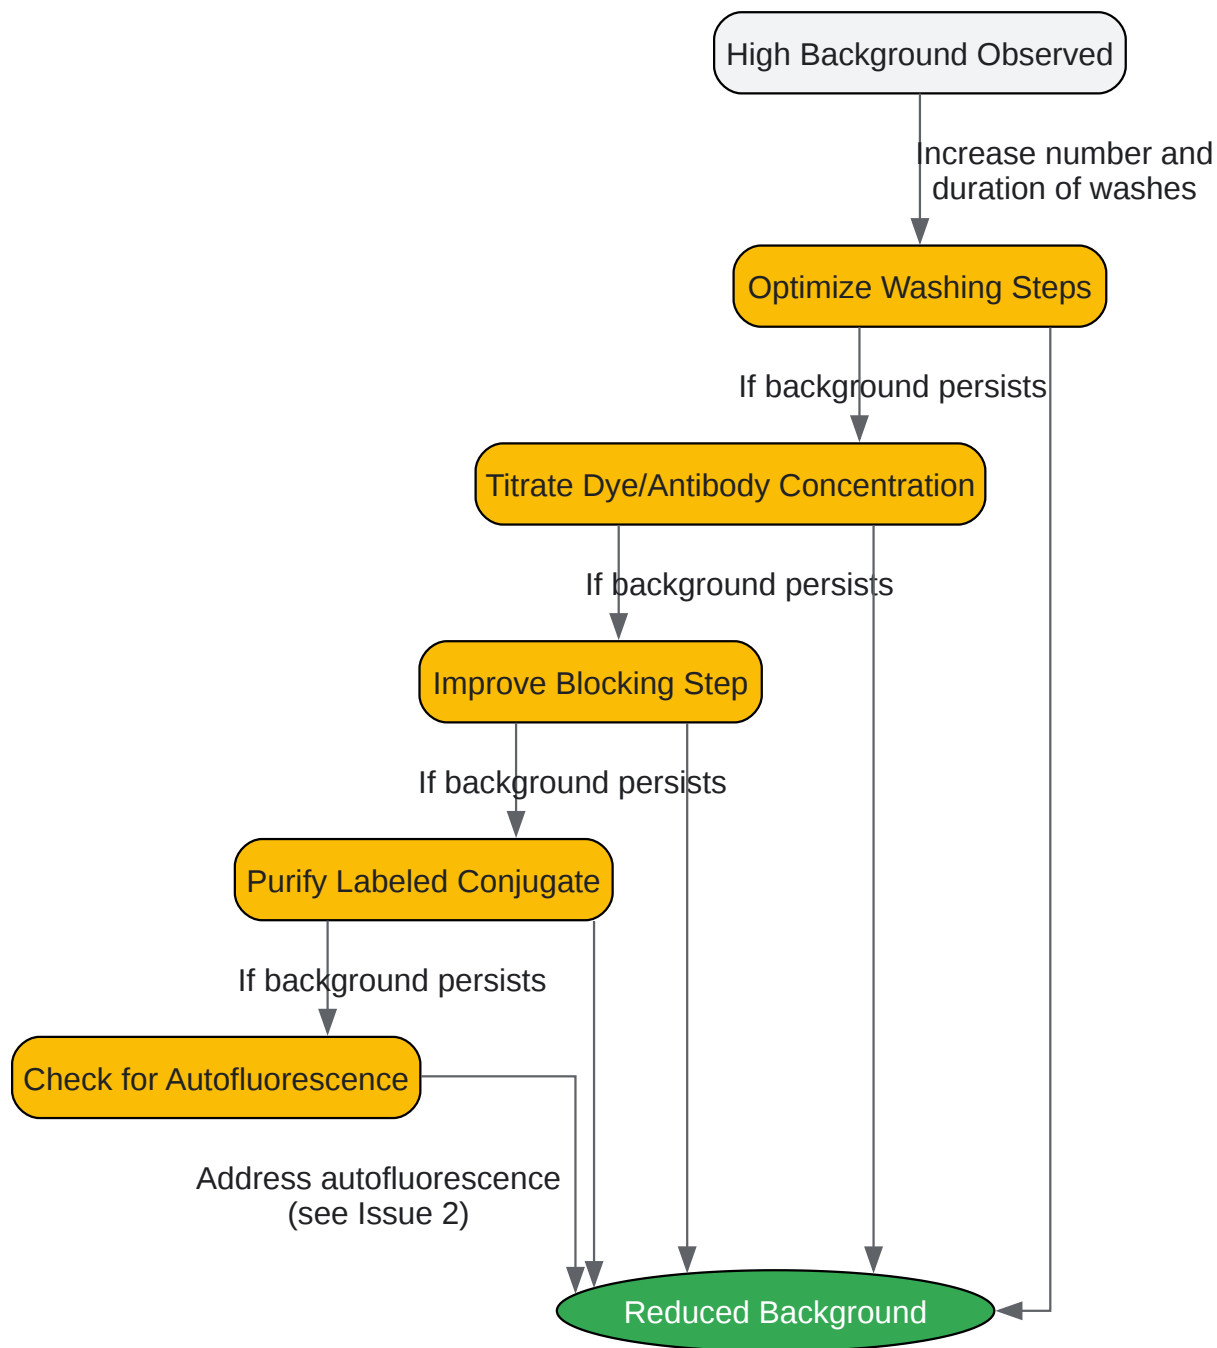 High Background Observed
Increase number and
duration of washes
Optimize Washing Steps
If background persists
Titrate Dye/Antibody Concentration
If background persists
Improve Blocking Step
If background persists
Purify Labeled Conjugate
If background persists
Check for Autofluorescence
Address autofluorescence
(see Issue 2)
Reduced Background